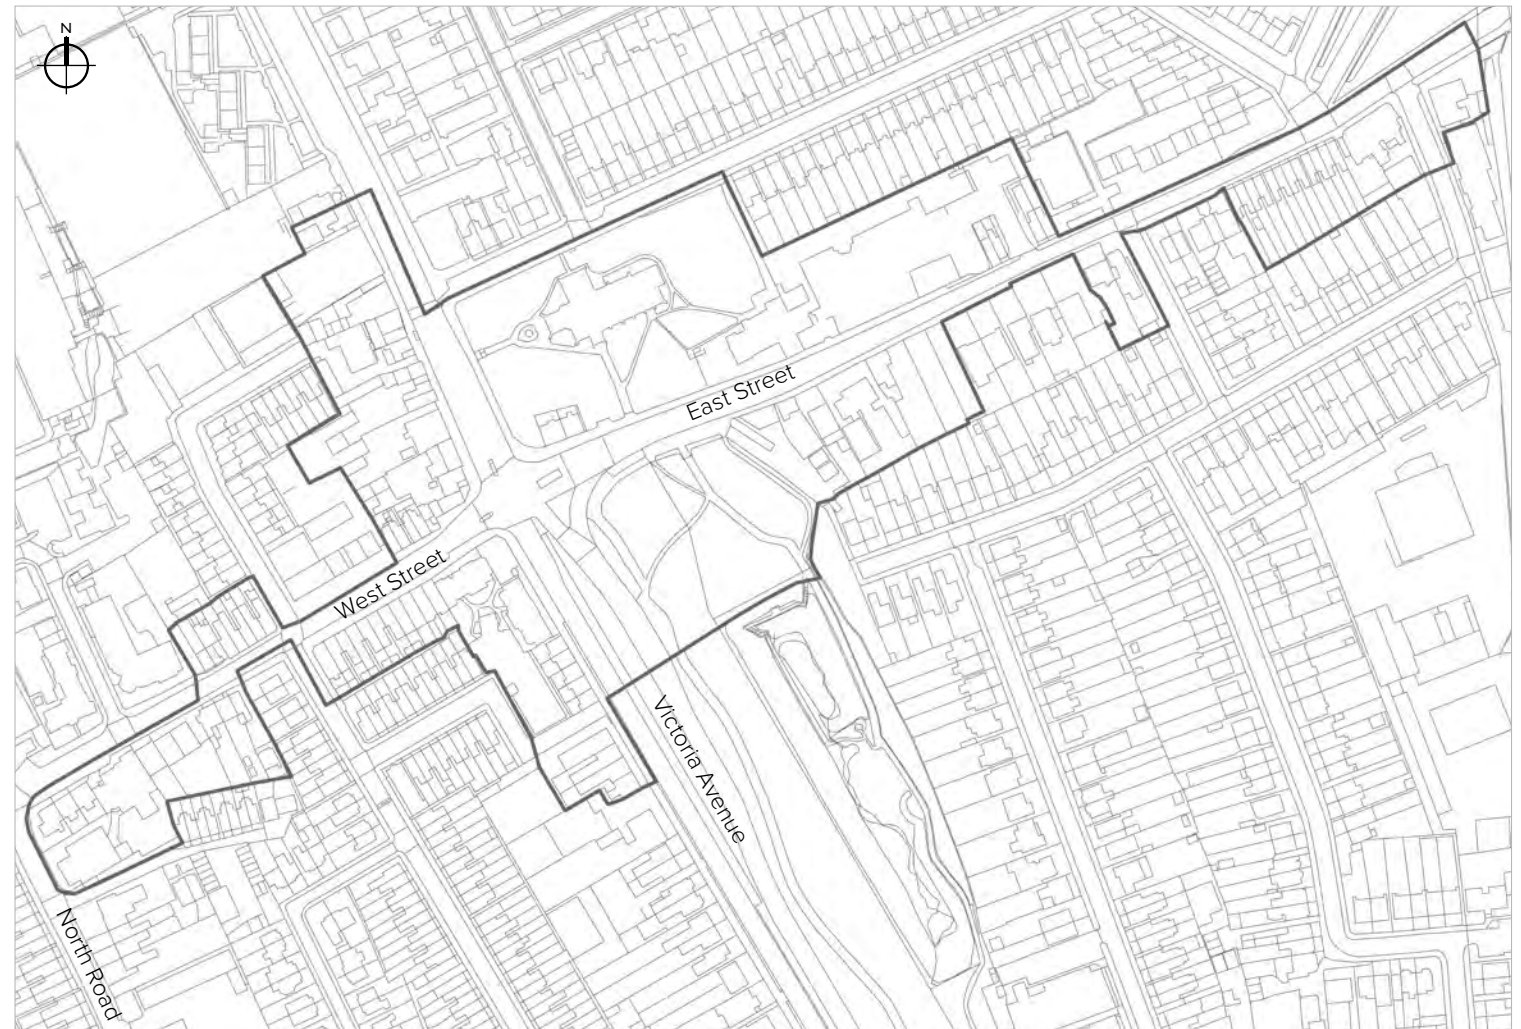 N
East Street
West Street
Victoria Avenue
North Road